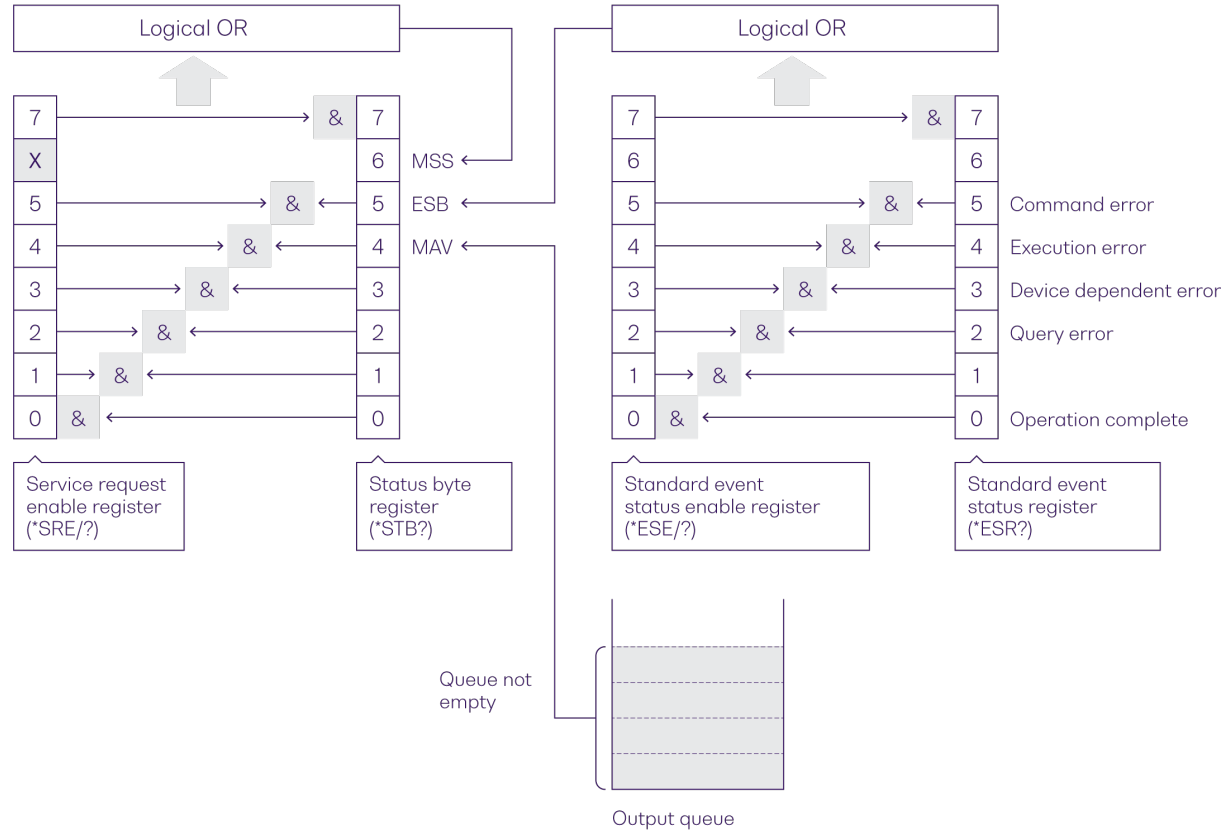 Logical OR
Logical OR
7 & 7 7 & 7
X 6 MSS 6 6
5 & 5 ESB 5 & 5 Command error
4 & 4 MAV 4 & 4 Execution error
3 & 3 3 & 3 Device dependent error
2 & 2 2 & 2 Query error
1 & 1 1 & 1
0 & 0 0 & 0 Operation complete
Service request
enable register
(*SRE/?)
Status byte
register
(*STB?)
Standard event
status enable register
(*ESE/?)
Standard event
status register
(*ESR?)
Queue not
empty
Output queue